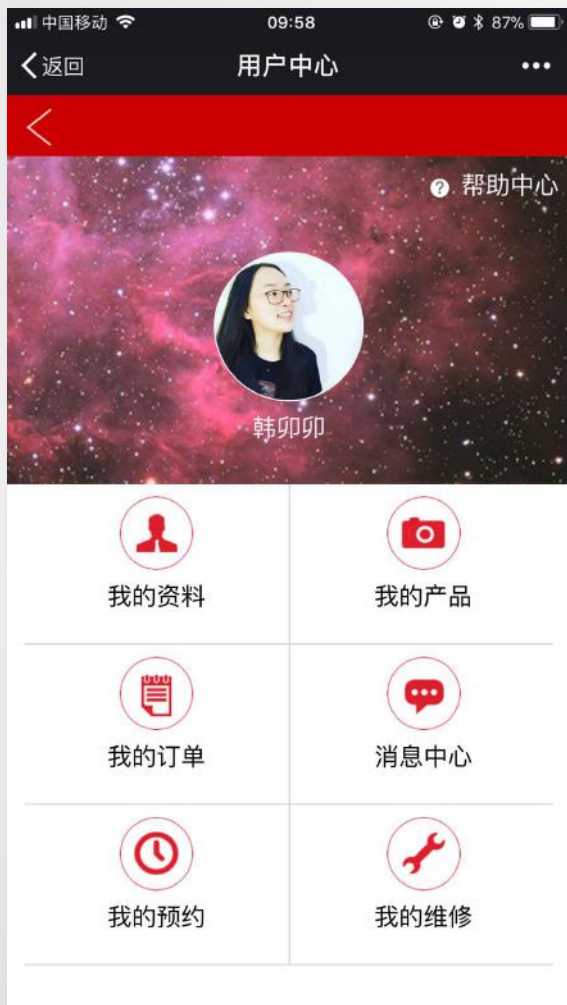 中国移动 09:58 87%
返回 用户中心
帮助中心
韩卯卯
我的资料 我的产品
我的订单 消息中心
我的预约 我的维修